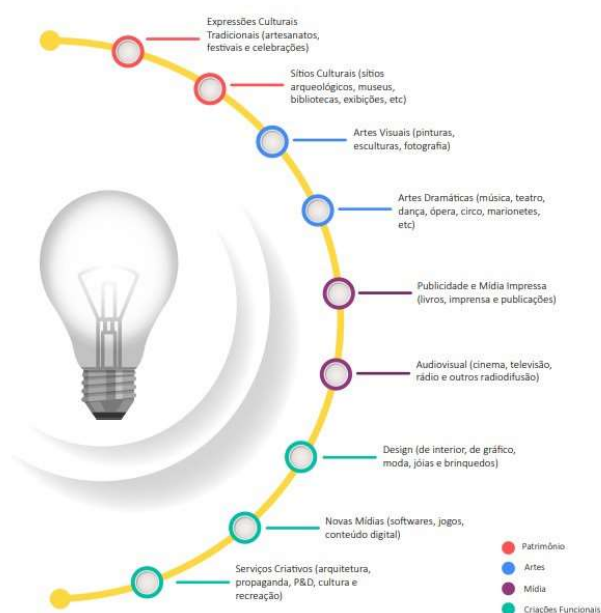 Expressões Culturais
Tradicionais (artesanatos,
festivais e celebrações)
Sítios Culturais (sítios
arqueológicos, museus,
bibliotecas, exibições, etc)
Artes Visuais (pinturas,
esculturas, fotografia)
Artes Dramáticas (música, teatro,
dança, ópera, circo, marionetes,
etc)
Publicidade e Mídia Impressa
(livros, imprensa e publicações)
Audiovisual (cinema, televisão,
rádio e outros radiodifusão)
Design (de interior, de gráfico,
moda, jóias e brinquedos)
Novas Mídias (softwares, jogos,
conteúdo digital)
Serviços Criativos (arquitetura,
propaganda, P&D, cultura e
recreação)
Patrimônio
Artes
Mídia
Criações Funcionais